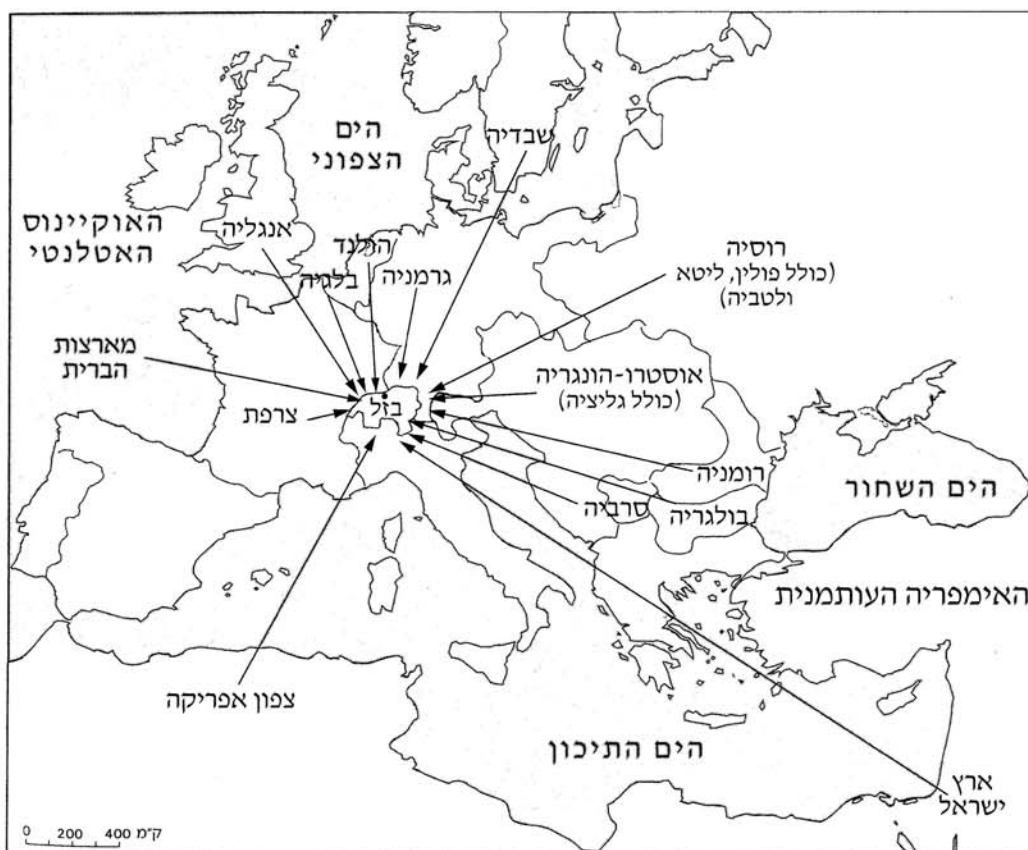 הים
הצפוני
שבדיה
האוקיינוס
האטלנטי
אנגליה
הולנד
בלגיה
גרמניה
רוסיה
(כולל פולין, ליטא
ולטביה)
מארצות
הברית
צרפת
בזל
אוסטרו-הונגריה
(כולל גליציה)
רומניה
סרביה
בולגריה
הים השחור
האימפריה העותמנית
צפון אפריקה
הים התיכון
ארץ
ישראל
0 200 400 ק"מ